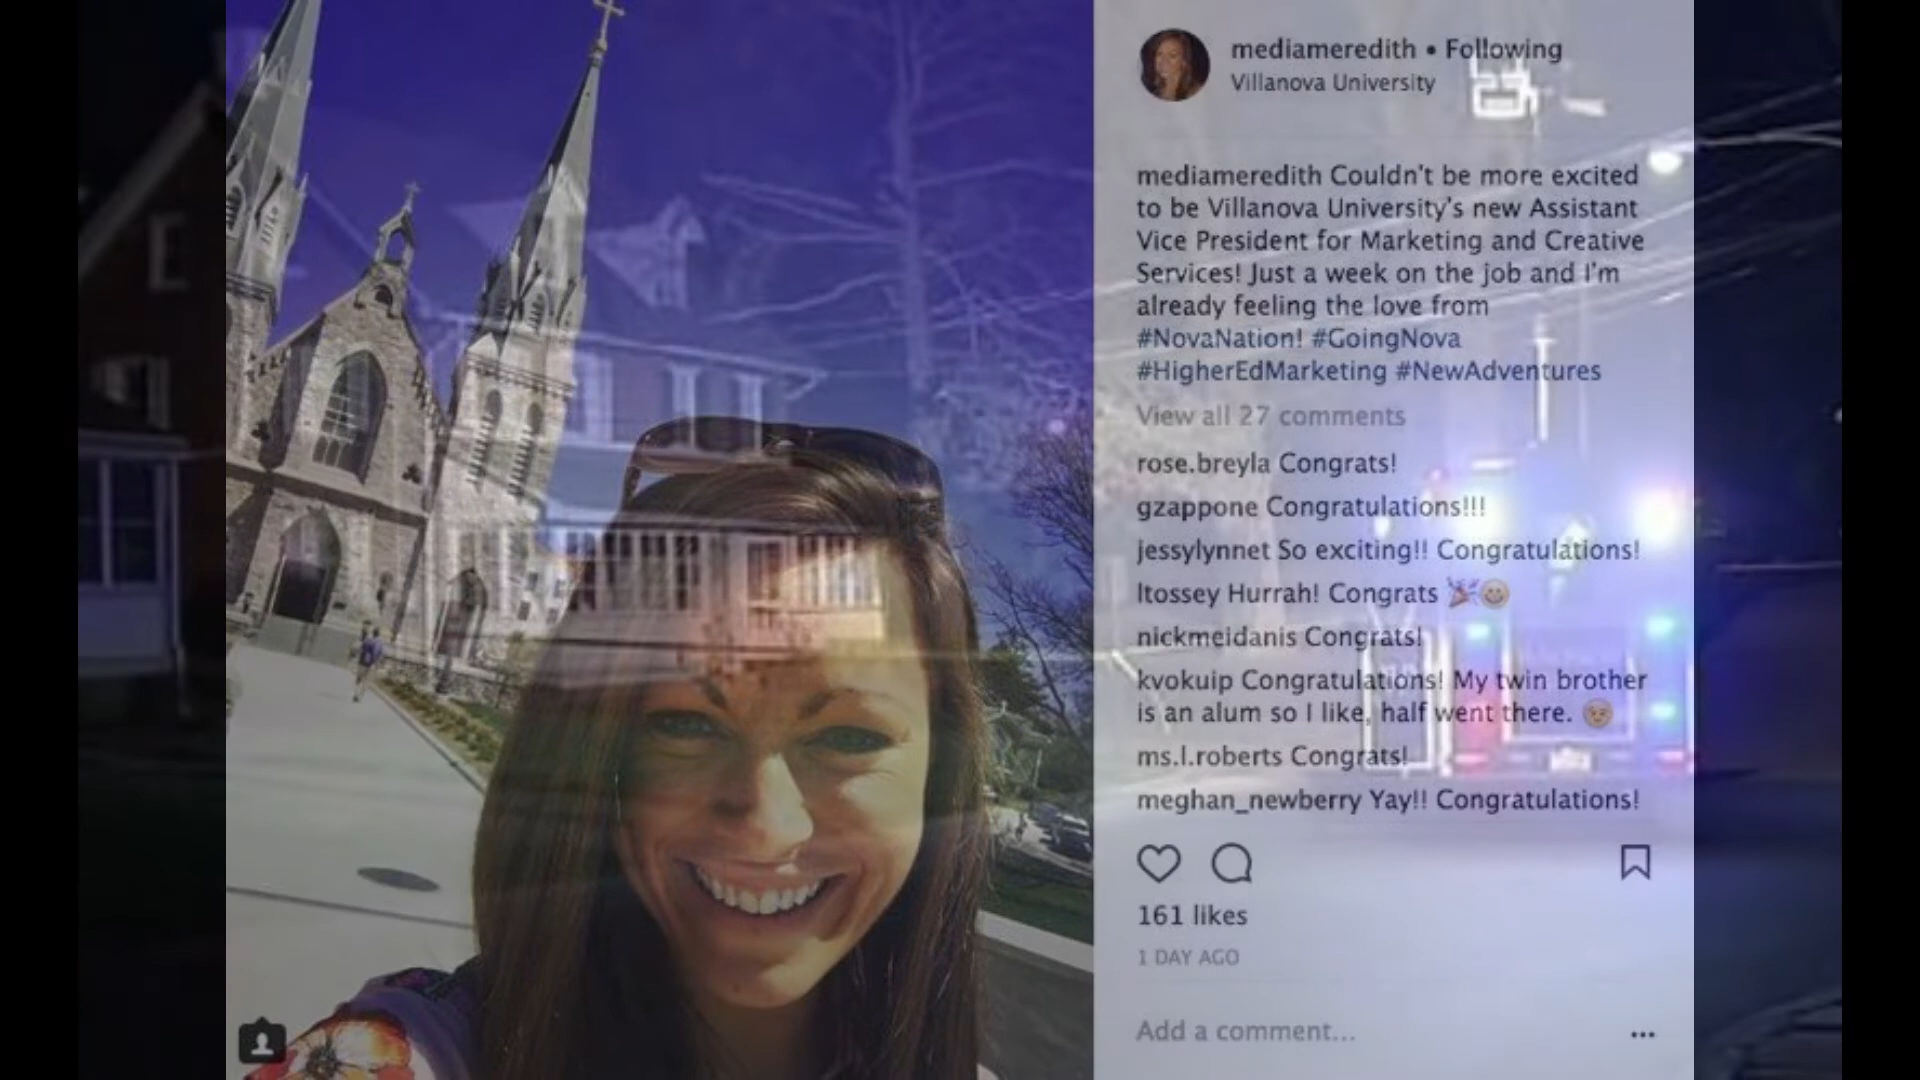 mediameredith • Following
Villanova University
mediameredith Couldn't be more excited
to be Villanova University's new Assistant
Vice President for Marketing and Creative
Services! Just a week on the job and I'm
already feeling the love from
#NovaNation! #GoingNova
#HigherEdMarketing #NewAdventures
View all 27 comments
rose.breyla Congrats!
gzappone Congratulations!!!
jessylynnet So exciting!! Congratulations!
ltossey Hurrah! Congrats 🎉😊
nickmeidanis Congrats!
kvokuip Congratulations! My twin brother
is an alum so I like, half went there. 😉
ms.l.roberts Congrats!
meghan_newberry Yay!! Congratulations!
161 likes
1 DAY AGO
Add a comment...